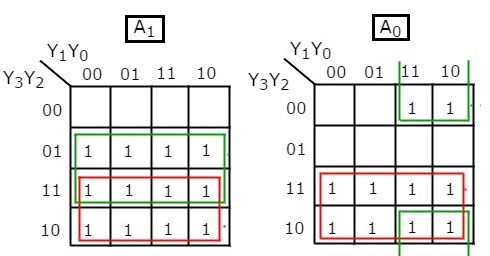 A1 A0
Y1Y0 Y1Y0
Y3Y2 00 01 11 10 Y3Y2 00 01 11 10
00 00 1 1
01 1 1 1 1 01
11 1 1 1 1 11 1 1 1 1
10 1 1 1 1 10 1 1 1 1